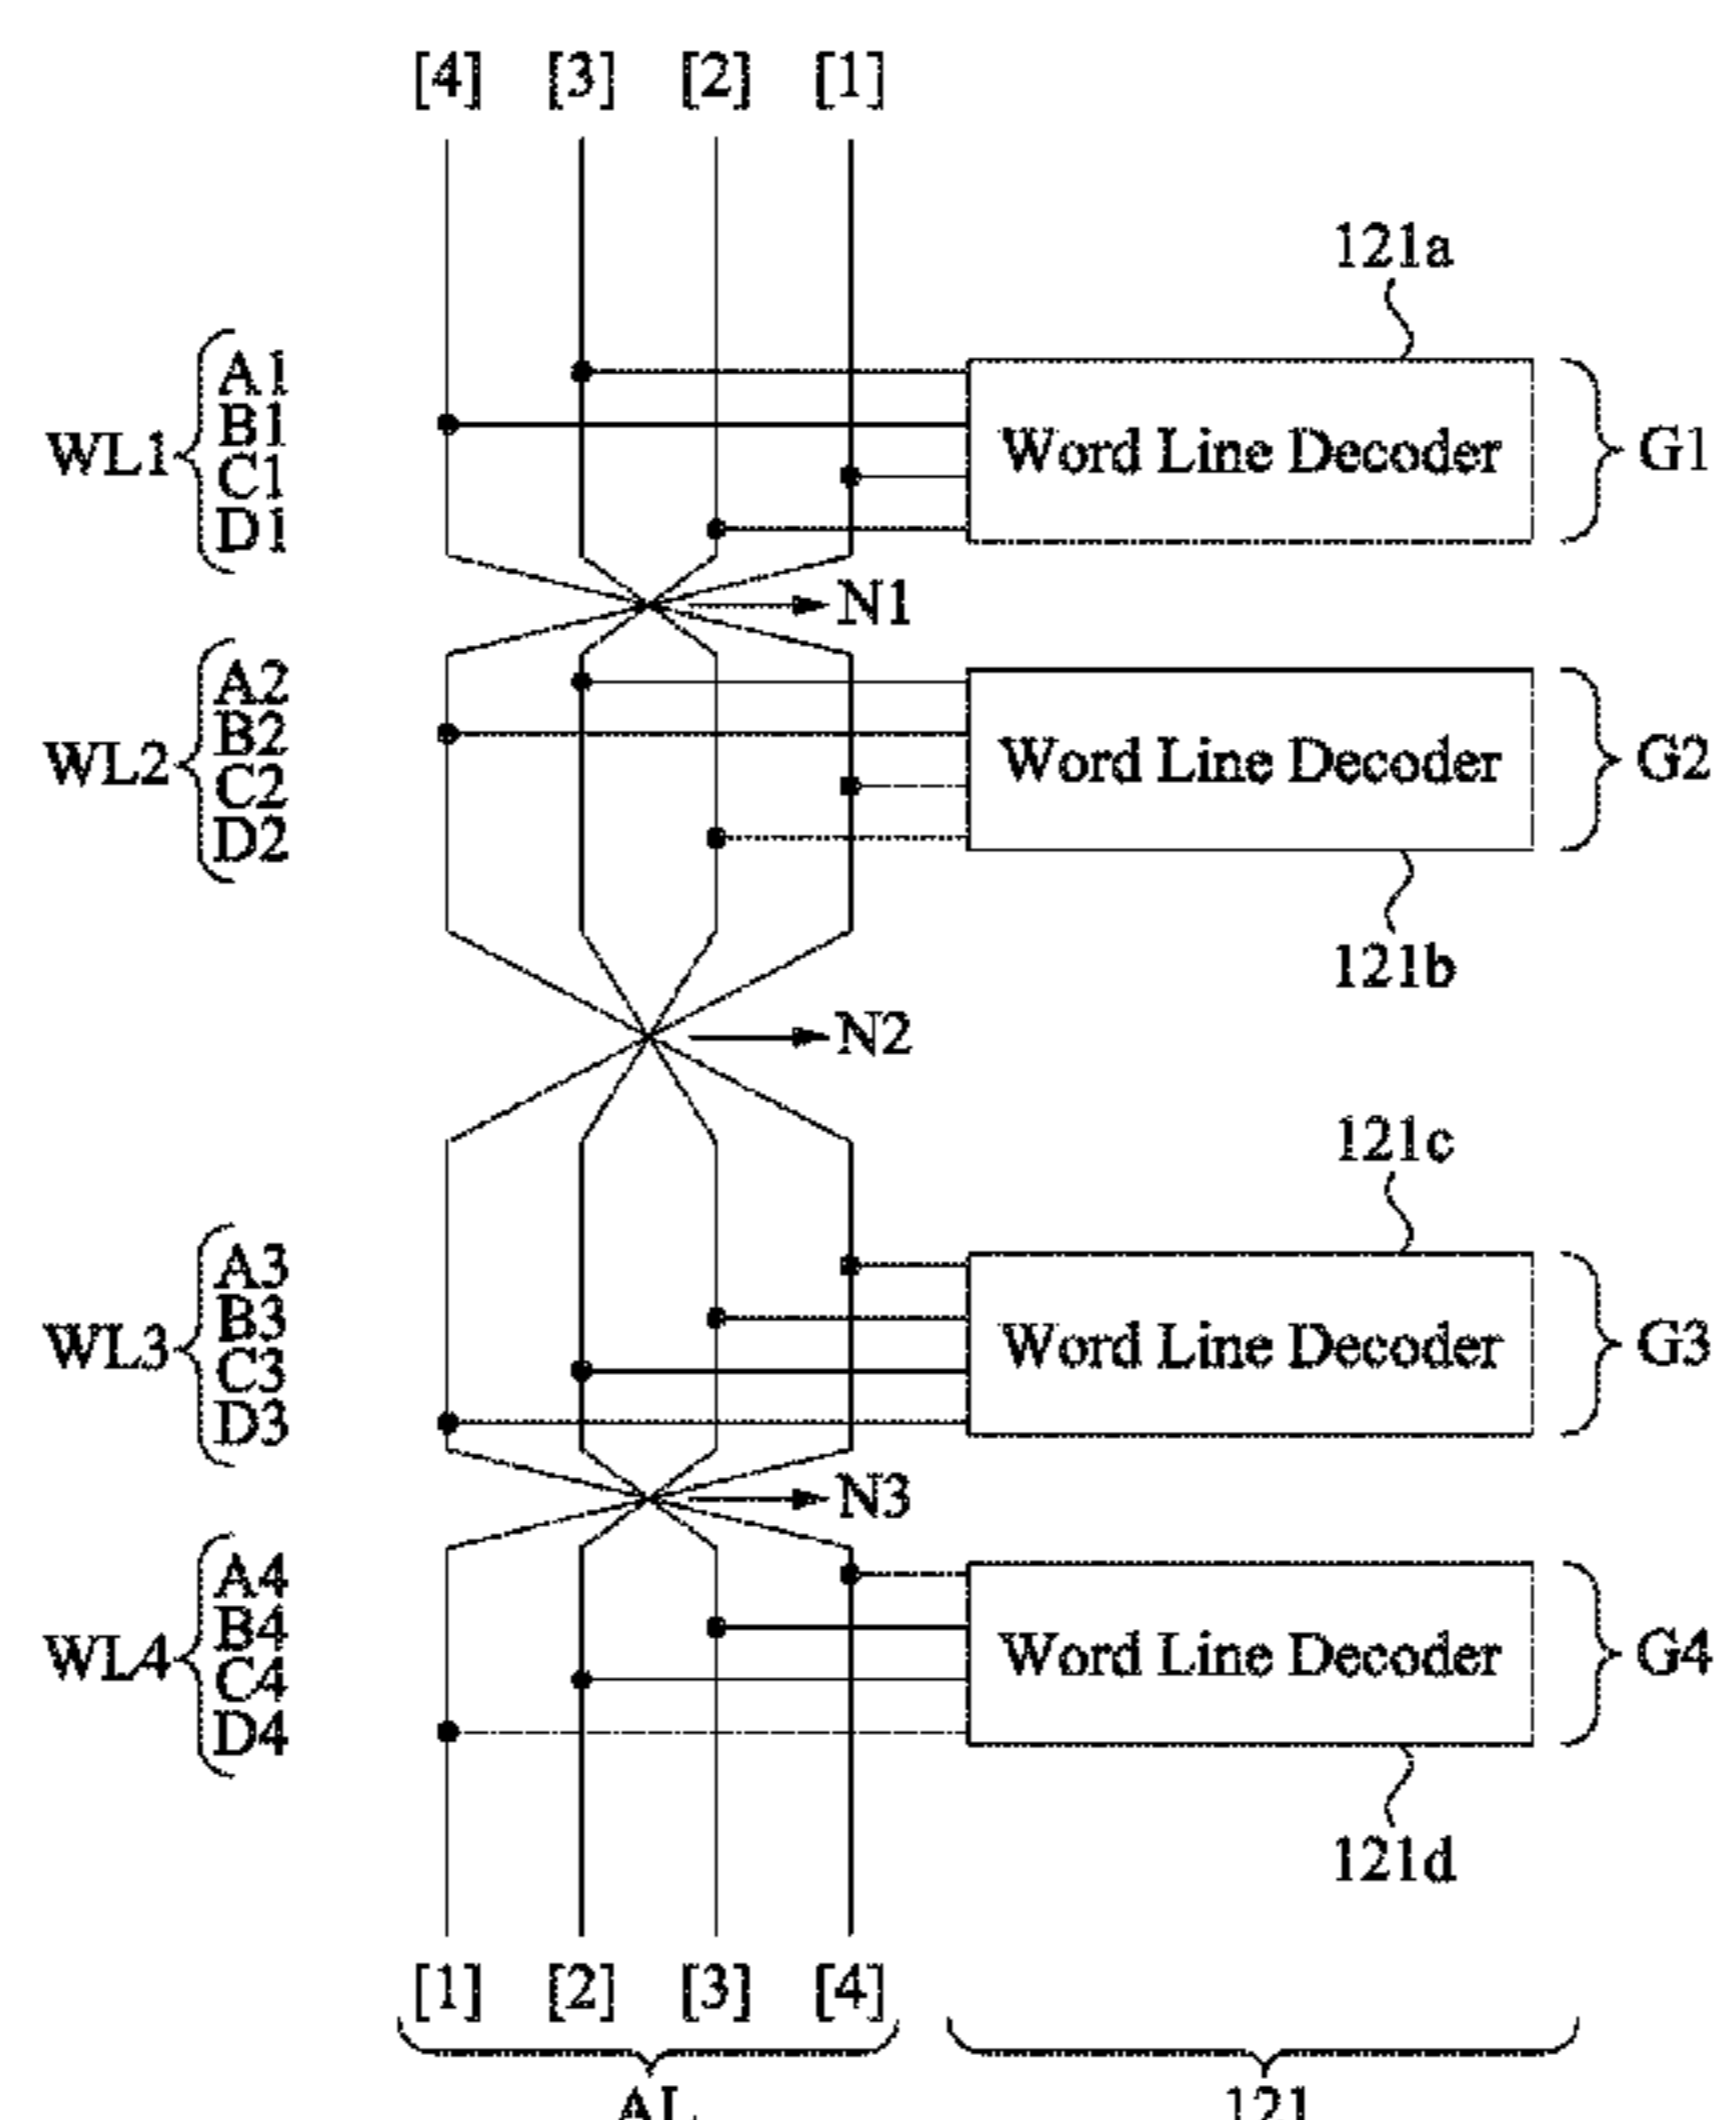 [4] [3] [2] [1]
121a
A1
B1
WL1
C1
D1
Word Line Decoder
G1
N1
A2
B2
WL2
C2
D2
Word Line Decoder
G2
121b
N2
121c
A3
B3
WL3
C3
D3
Word Line Decoder
G3
N3
A4
B4
WL4
C4
D4
Word Line Decoder
G4
121d
[1] [2] [3] [4]
AL
121